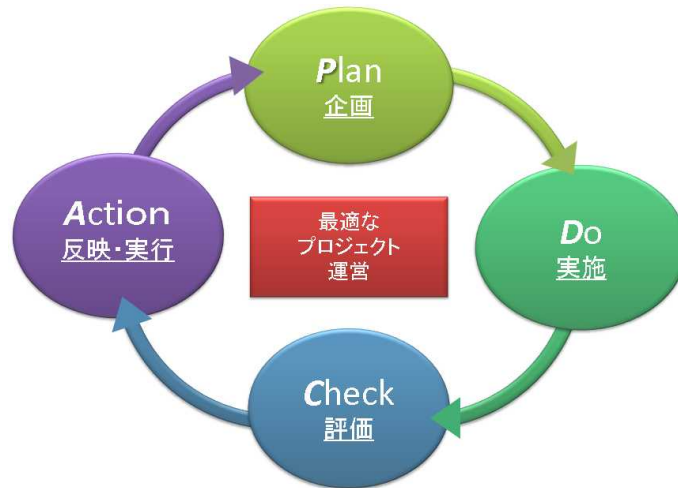 Plan
企画
Do
実施
Check
評価
Action
反映・実行
最適な
プロジェクト
運営